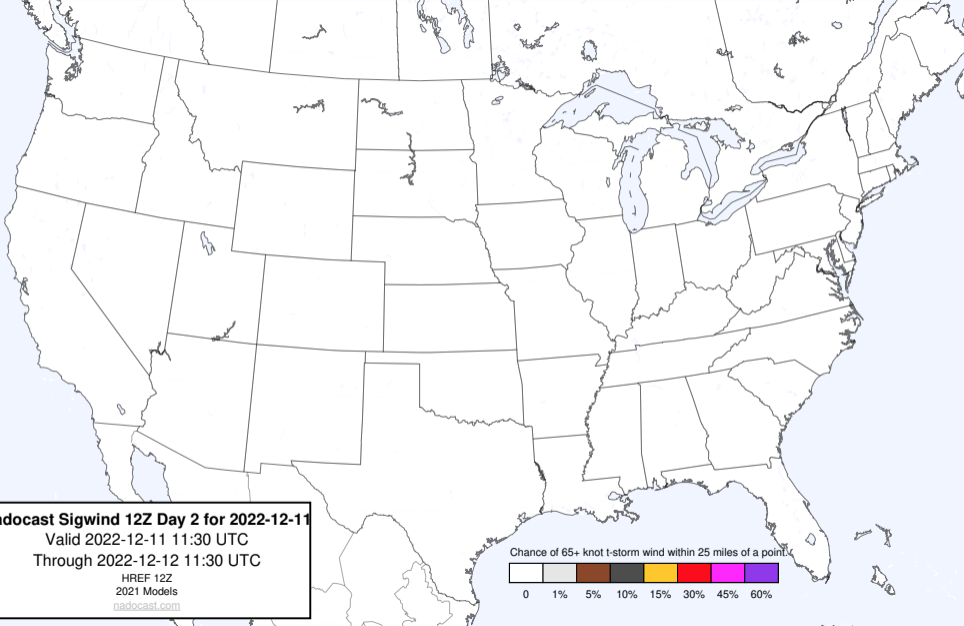 adocast Sigwind 12Z Day 2 for 2022-12-11
Valid 2022-12-11 11:30 UTC
Through 2022-12-12 11:30 UTC
HREF 12Z
2021 Models
nadocast.com
Chance of 65+ knot t-storm wind within 25 miles of a point.
0 1% 5% 10% 15% 30% 45% 60%